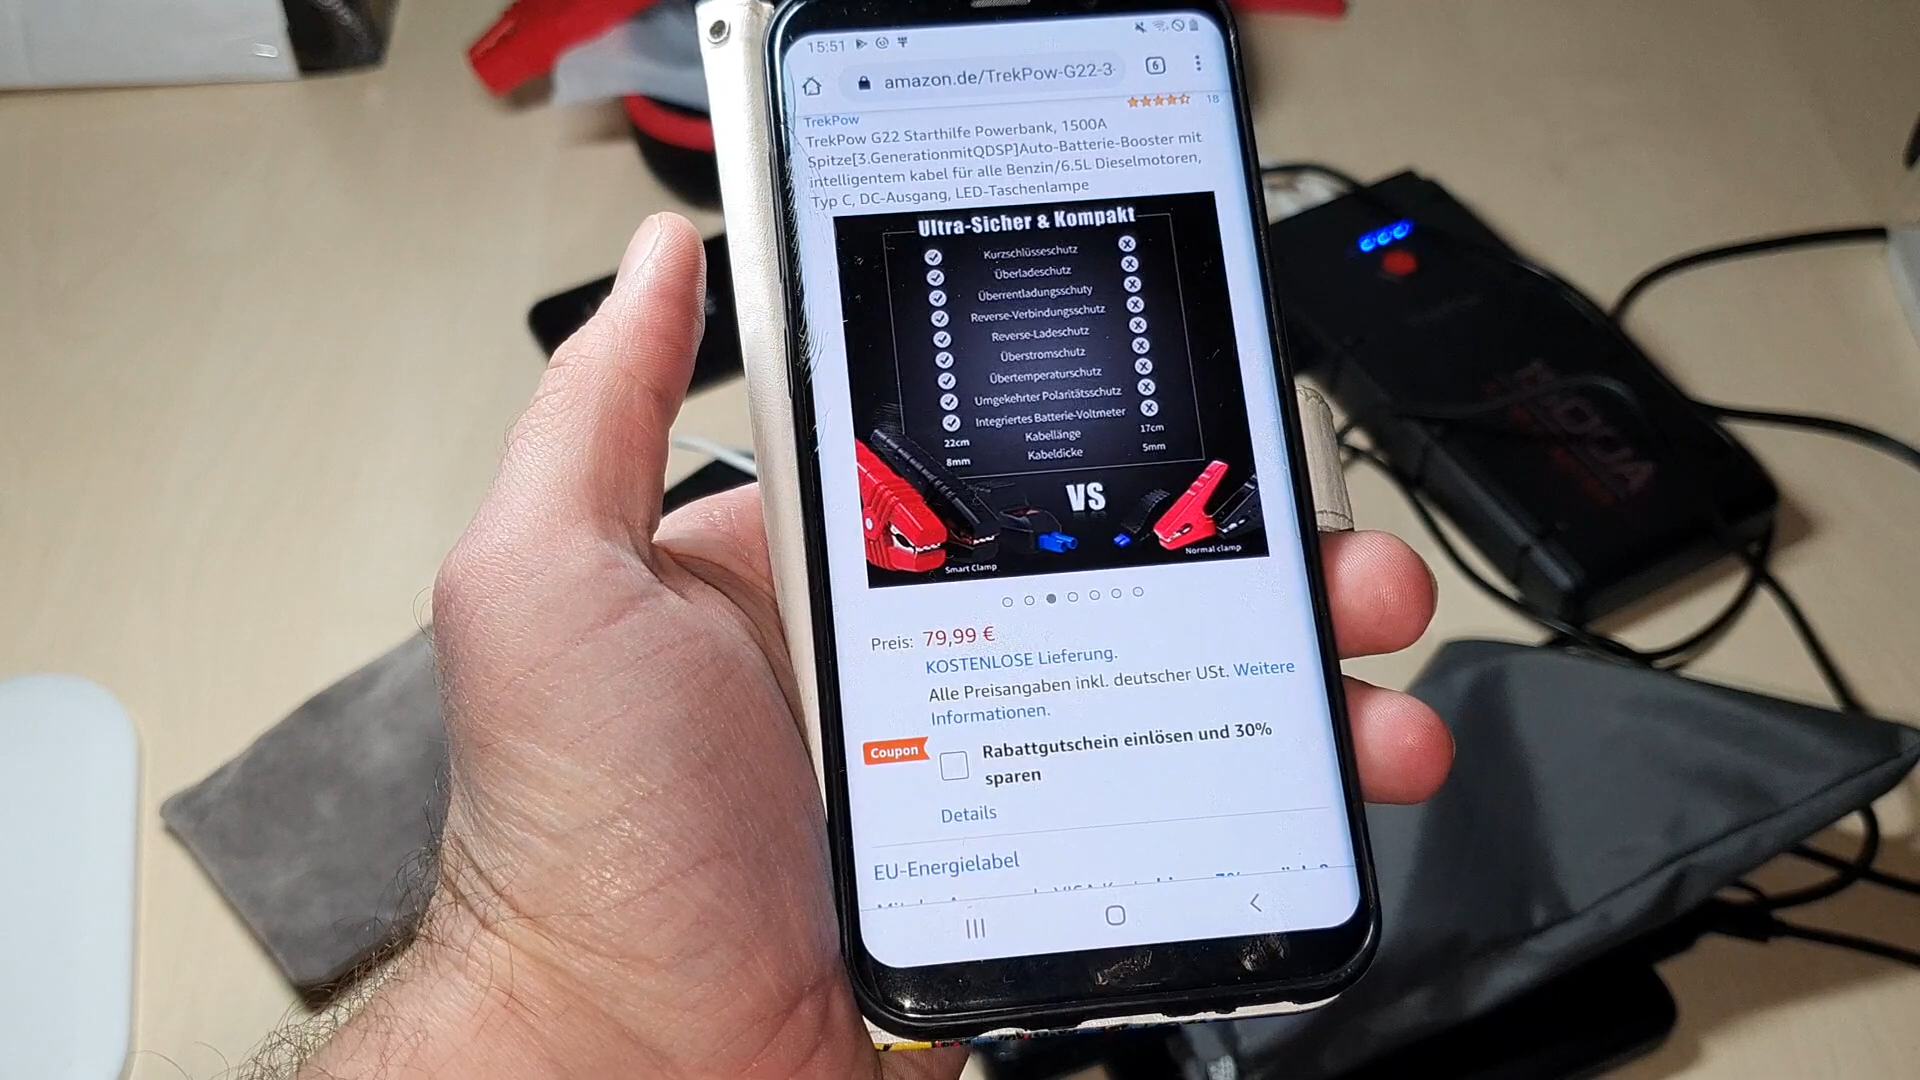 15:51
amazon.de/TrekPow-G22-3-
6
TrekPow
18
TrekPow G22 Starthilfe Powerbank, 1500A
Spitze[3.GenerationmitQDSP]Auto-Batterie-Booster mit
intelligentem kabel für alle Benzin/6.5L Dieselmotoren,
Typ C, DC-Ausgang, LED-Taschenlampe
Ultra-Sicher & Kompakt
Kurzschlüsseschutz
Überladeschutz
Überrentladungsschuty
Reverse-Verbindungsschutz
Reverse-Ladeschutz
Überstromschutz
Übertemperaturschutz
Umgekehrter Polaritätsschutz
Integriertes Batterie-Voltmeter
22cm Kabellänge 17cm
8mm Kabeldicke 5mm
VS
Smart Clamp
Normal clamp
Preis: 79,99 €
KOSTENLOSE Lieferung.
Alle Preisangaben inkl. deutscher USt. Weitere
Informationen.
Coupon
Rabattgutschein einlösen und 30%
sparen
Details
EU-Energielabel